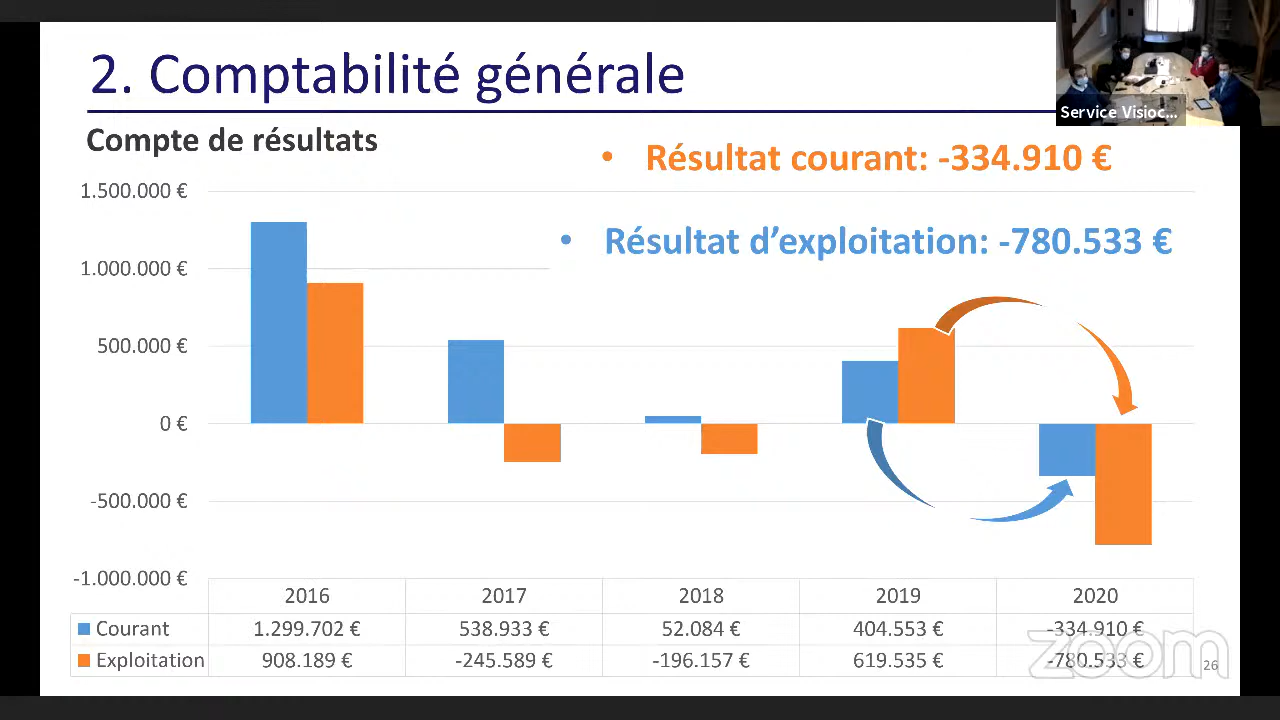 2. Comptabilité générale
Service Visioc...
Compte de résultats
• Résultat courant: -334.910 €
• Résultat d'exploitation: -780.533 €
1.500.000 €
1.000.000 €
500.000 €
0 €
-500.000 €
-1.000.000 €
2016 2017 2018 2019 2020
Courant 1.299.702 € 538.933 € 52.084 € 404.553 € -334.910 €
Exploitation 908.189 € -245.589 € -196.157 € 619.535 € -780.533 €
zoom
26